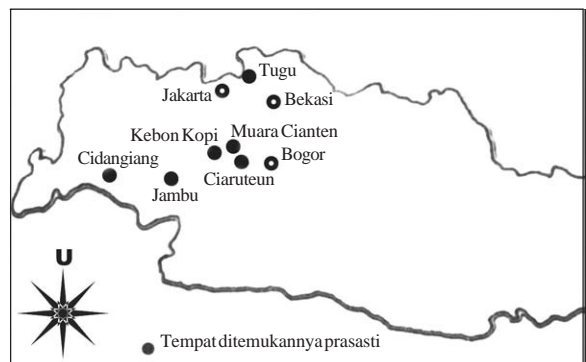 Tugu
Jakarta
Bekasi
Kebon Kopi
Muara Cianten
Cidangiang
Bogor
Ciaruteun
Jambu
U
Tempat ditemukannya prasasti